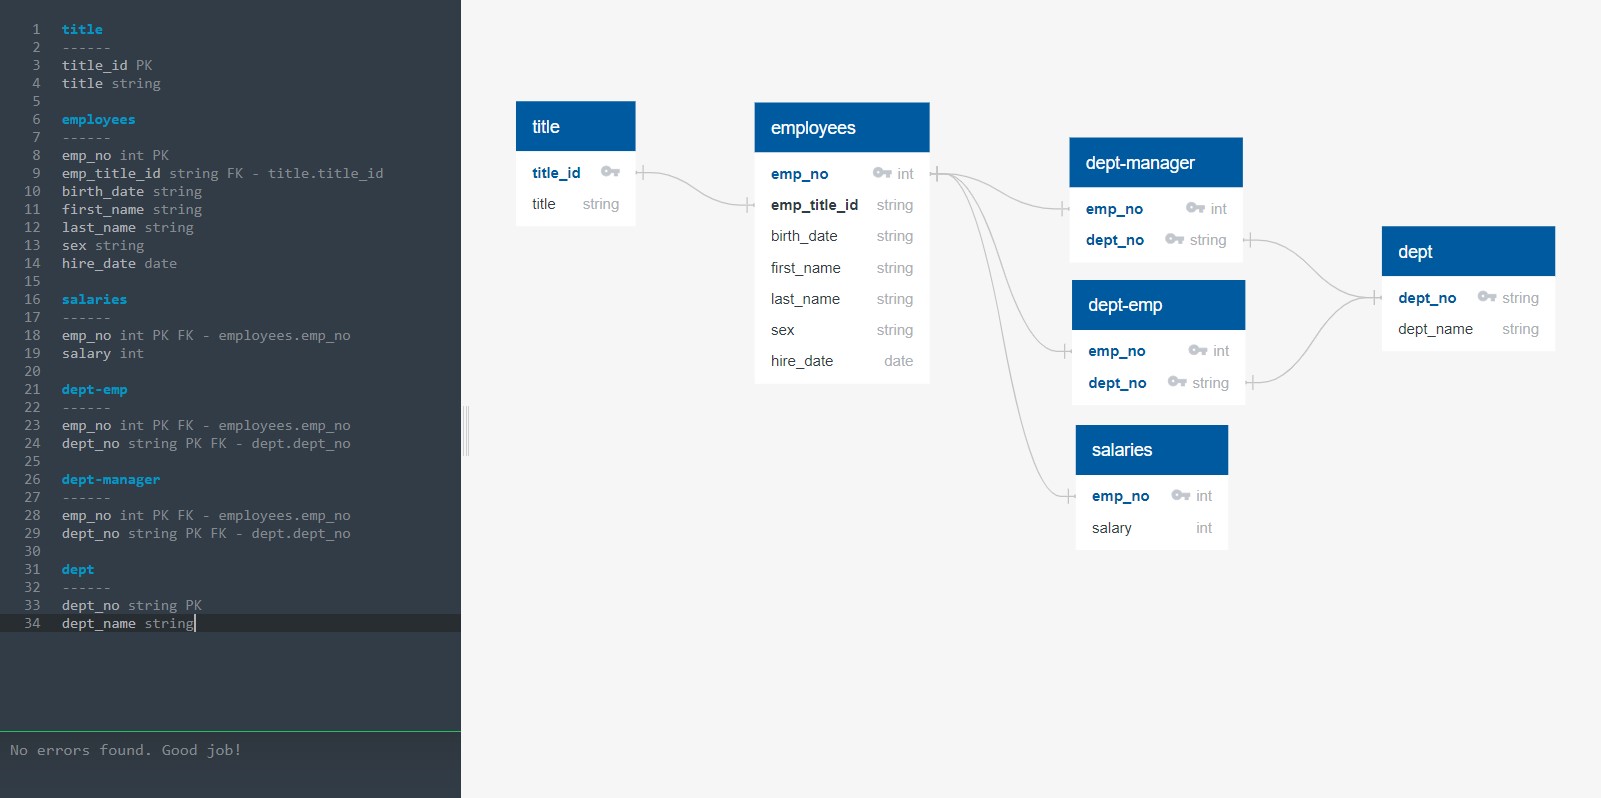 1 title
2 ------
3 title_id PK
4 title string
5
6 employees
7 ------
8 emp_no int PK
9 emp_title_id string FK - title.title_id
10 birth_date string
11 first_name string
12 last_name string
13 sex string
14 hire_date date
15
16 salaries
17 ------
18 emp_no int PK FK - employees.emp_no
19 salary int
20
21 dept-emp
22 ------
23 emp_no int PK FK - employees.emp_no
24 dept_no string PK FK - dept.dept_no
25
26 dept-manager
27 ------
28 emp_no int PK FK - employees.emp_no
29 dept_no string PK FK - dept.dept_no
30
31 dept
32 ------
33 dept_no string PK
34 dept_name string
No errors found. Good job!
title
title_id
title string
employees
emp_no int
emp_title_id string
birth_date string
first_name string
last_name string
sex string
hire_date date
dept-manager
emp_no int
dept_no string
dept-emp
emp_no int
dept_no string
salaries
emp_no int
salary int
dept
dept_no string
dept_name string